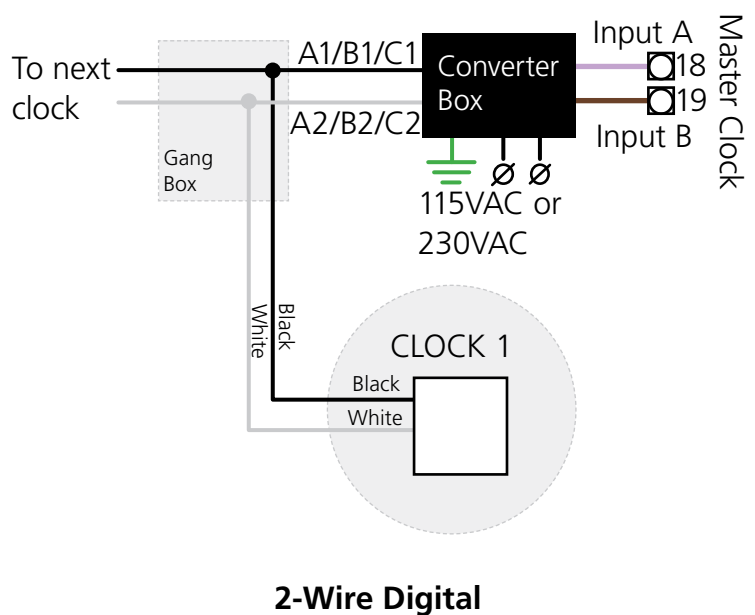 To next
clock
A1/B1/C1
A2/B2/C2
Gang
Box
Converter
Box
Input A
18
19
Input B
Master Clock
115VAC or
230VAC
Black
White
CLOCK 1
Black
White
2-Wire Digital